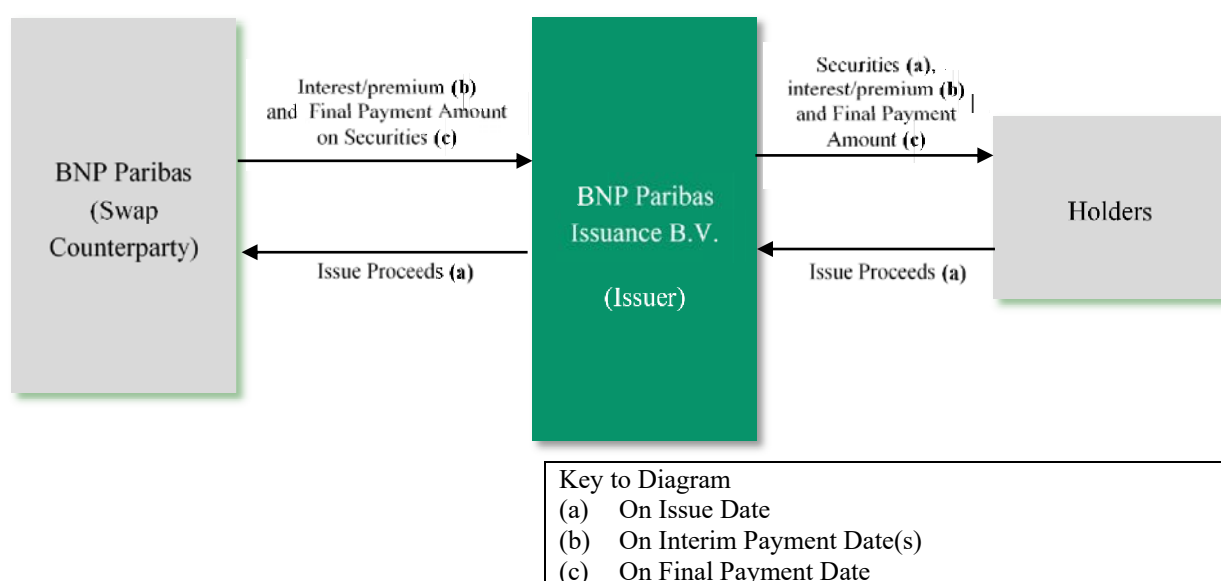 Interest/premium (b)
and Final Payment Amount
on Securities (c)
Securities (a),
interest/premium (b)
and Final Payment
Amount (c)
BNP Paribas
(Swap
Counterparty)
BNP Paribas
Issuance B.V.
(Issuer)
Holders
Issue Proceeds (a)
Issue Proceeds (a)
Key to Diagram
(a) On Issue Date
(b) On Interim Payment Date(s)
(c) On Final Payment Date